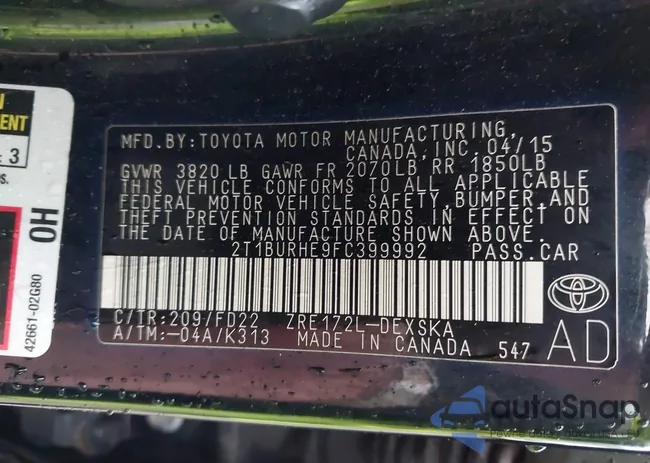 MFD.BY:TOYOTA MOTOR MANUFACTURING,
CANADA, INC. 04/15
GVWR 3820 LB GAWR FR 2070LB RR 1850LB
THIS VEHICLE CONFORMS TO ALL APPLICABLE
FEDERAL MOTOR VEHICLE SAFETY, BUMPER, AND
THEFT PREVENTION STANDARDS IN EFFECT ON
THE DATE OF MANUFACTURE SHOWN ABOVE.
2T1BURHE9FC399992 PASS.CAR
C/TR:209/FD22 ZRE172L-DEXSKA
A/TM:-04A/K313 MADE IN CANADA 547
AD
3
OH
42661-02G80
autoSnap